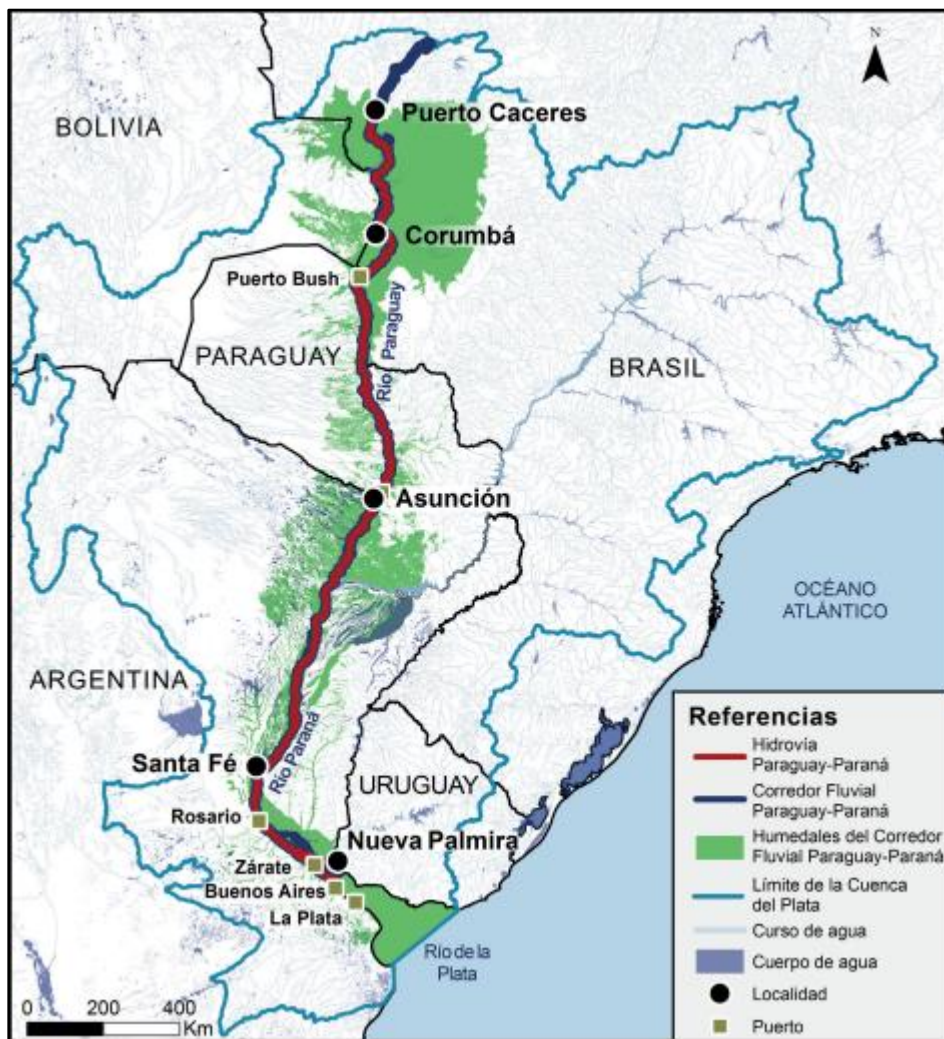 N
BOLIVIA
Puerto Caceres
Corumbá
Puerto Bush
Río Paraguay
PARAGUAY
BRASIL
Asunción
OCÉANO
ATLÁNTICO
ARGENTINA
Santa Fé
Río Paraná
URUGUAY
Rosario
Nueva Palmira
Zárate
Buenos Aires
La Plata
Río de la
Plata
0 200 400
Km
Referencias
Hidrovía
Paraguay-Paraná
Corredor Fluvial
Paraguay-Paraná
Humedales del Corredor
Fluvial Paraguay-Paraná
Límite de la Cuenca
del Plata
Curso de agua
Cuerpo de agua
Localidad
Puerto